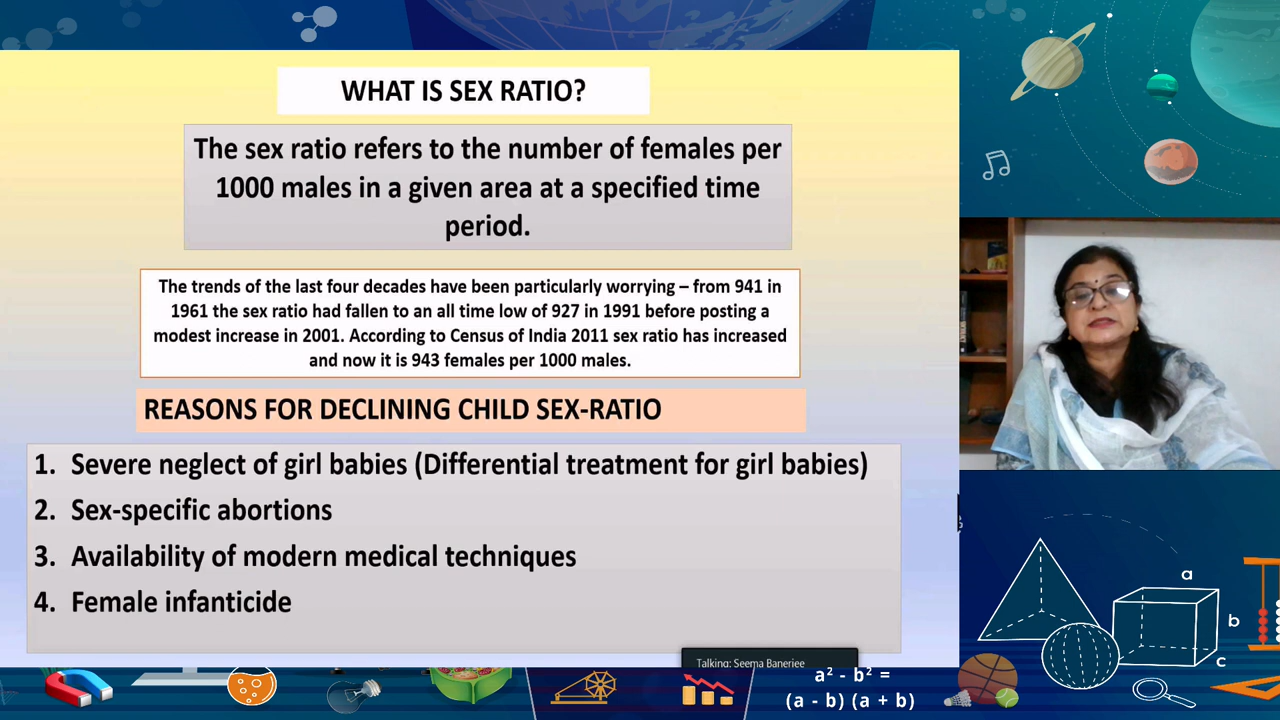 WHAT IS SEX RATIO?
The sex ratio refers to the number of females per
1000 males in a given area at a specified time
period.
The trends of the last four decades have been particularly worrying – from 941 in
1961 the sex ratio had fallen to an all time low of 927 in 1991 before posting a
modest increase in 2001. According to Census of India 2011 sex ratio has increased
and now it is 943 females per 1000 males.
REASONS FOR DECLINING CHILD SEX-RATIO
1. Severe neglect of girl babies (Differential treatment for girl babies)
2. Sex-specific abortions
3. Availability of modern medical techniques
4. Female infanticide
Talking: Seema Banerjee
a² - b² =
(a - b) (a + b)
a
b
c